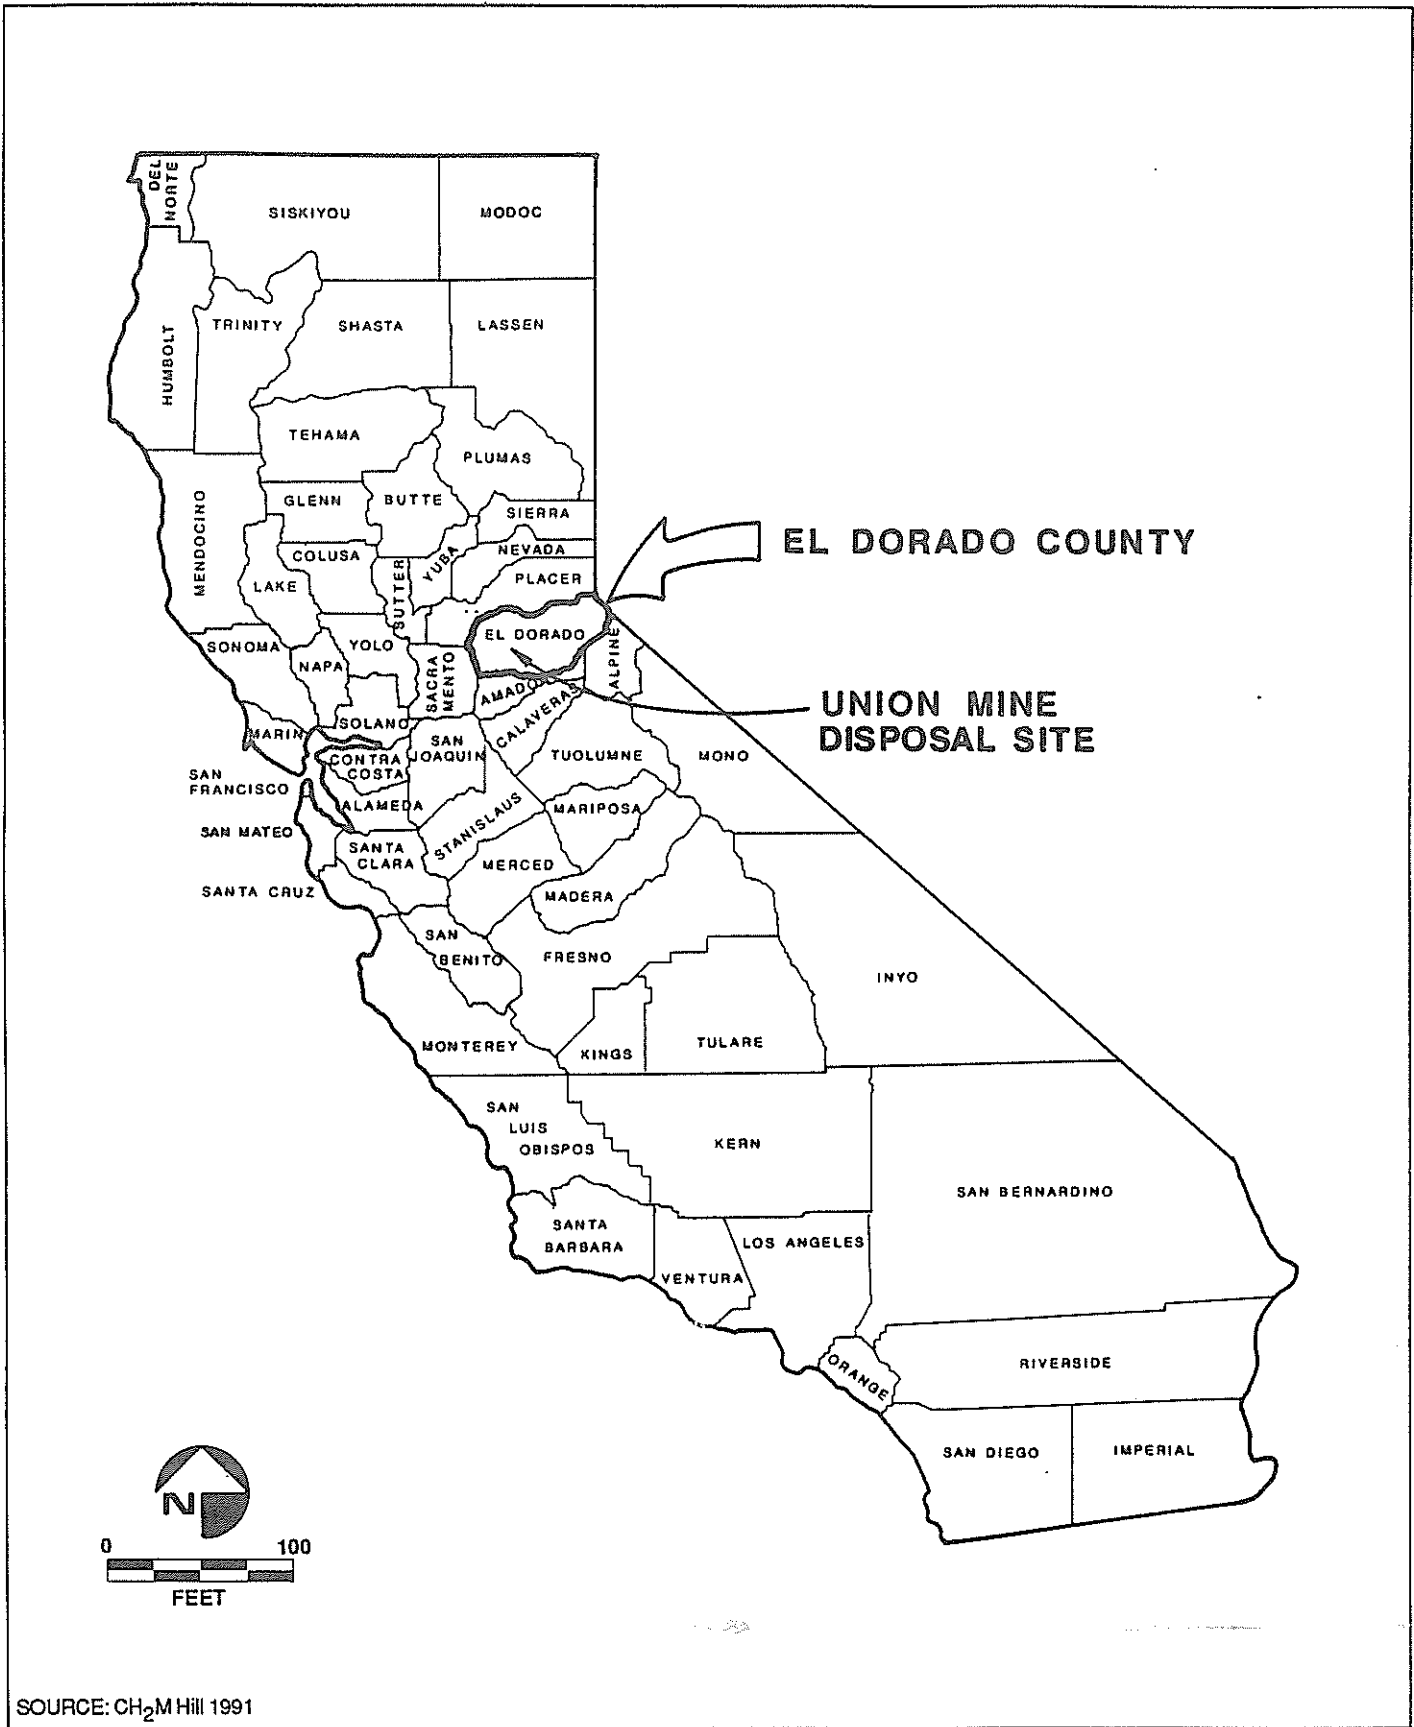 DEL
NORTE
SISKIYOU
MODOC
HUMBOLT
TRINITY
SHASTA
LASSEN
TEHAMA
PLUMAS
MENDOCINO
GLENN
BUTTE
SIERRA
COLUSA
YUBA
NEVADA
EL DORADO COUNTY
LAKE
SUTTER
PLACER
SONOMA
YOLO
EL DORADO
NAPA
SACRA
MENTO
ALPINE
AMADOR
CALAVERAS
UNION MINE
DISPOSAL SITE
SOLANO
MARIN
SAN
JOAQUIN
TUOLUMNE
MONO
CONTRA
COSTA
SAN
FRANCISCO
ALAMEDA
STANISLAUS
MARIPOSA
SAN MATEO
SANTA
CLARA
MERCED
SANTA CRUZ
MADERA
SAN
BENITO
FRESNO
INYO
MONTEREY
KINGS
TULARE
SAN
LUIS
OBISPOS
KERN
SAN BERNARDINO
SANTA
BARBARA
LOS ANGELES
VENTURA
ORANGE
RIVERSIDE
SAN DIEGO
IMPERIAL
N
0 100
FEET
SOURCE: CH2M Hill 1991